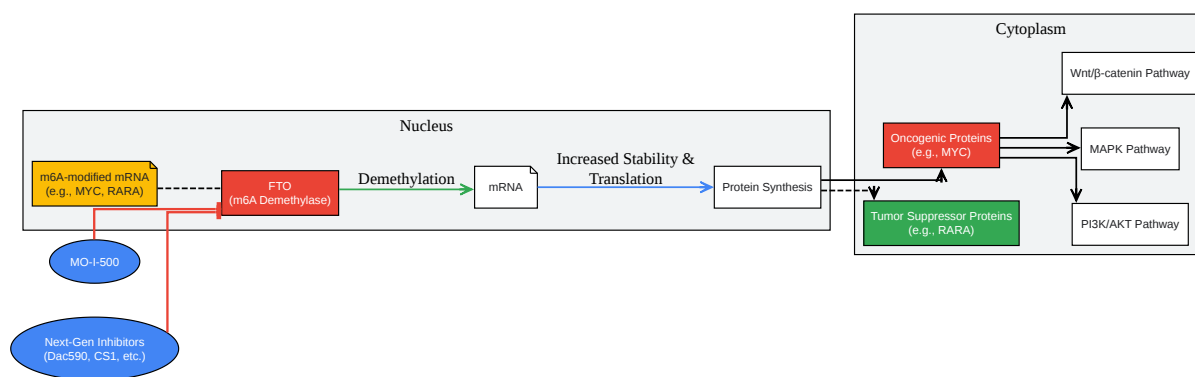 Nucleus
m6A-modified mRNA
(e.g., MYC, RARA)
FTO
(m6A Demethylase)
Demethylation
mRNA
Increased Stability &
Translation
Protein Synthesis
MO-I-500
Next-Gen Inhibitors
(Dac590, CS1, etc.)
Cytoplasm
Oncogenic Proteins
(e.g., MYC)
Tumor Suppressor Proteins
(e.g., RARA)
Wnt/β-catenin Pathway
MAPK Pathway
PI3K/AKT Pathway